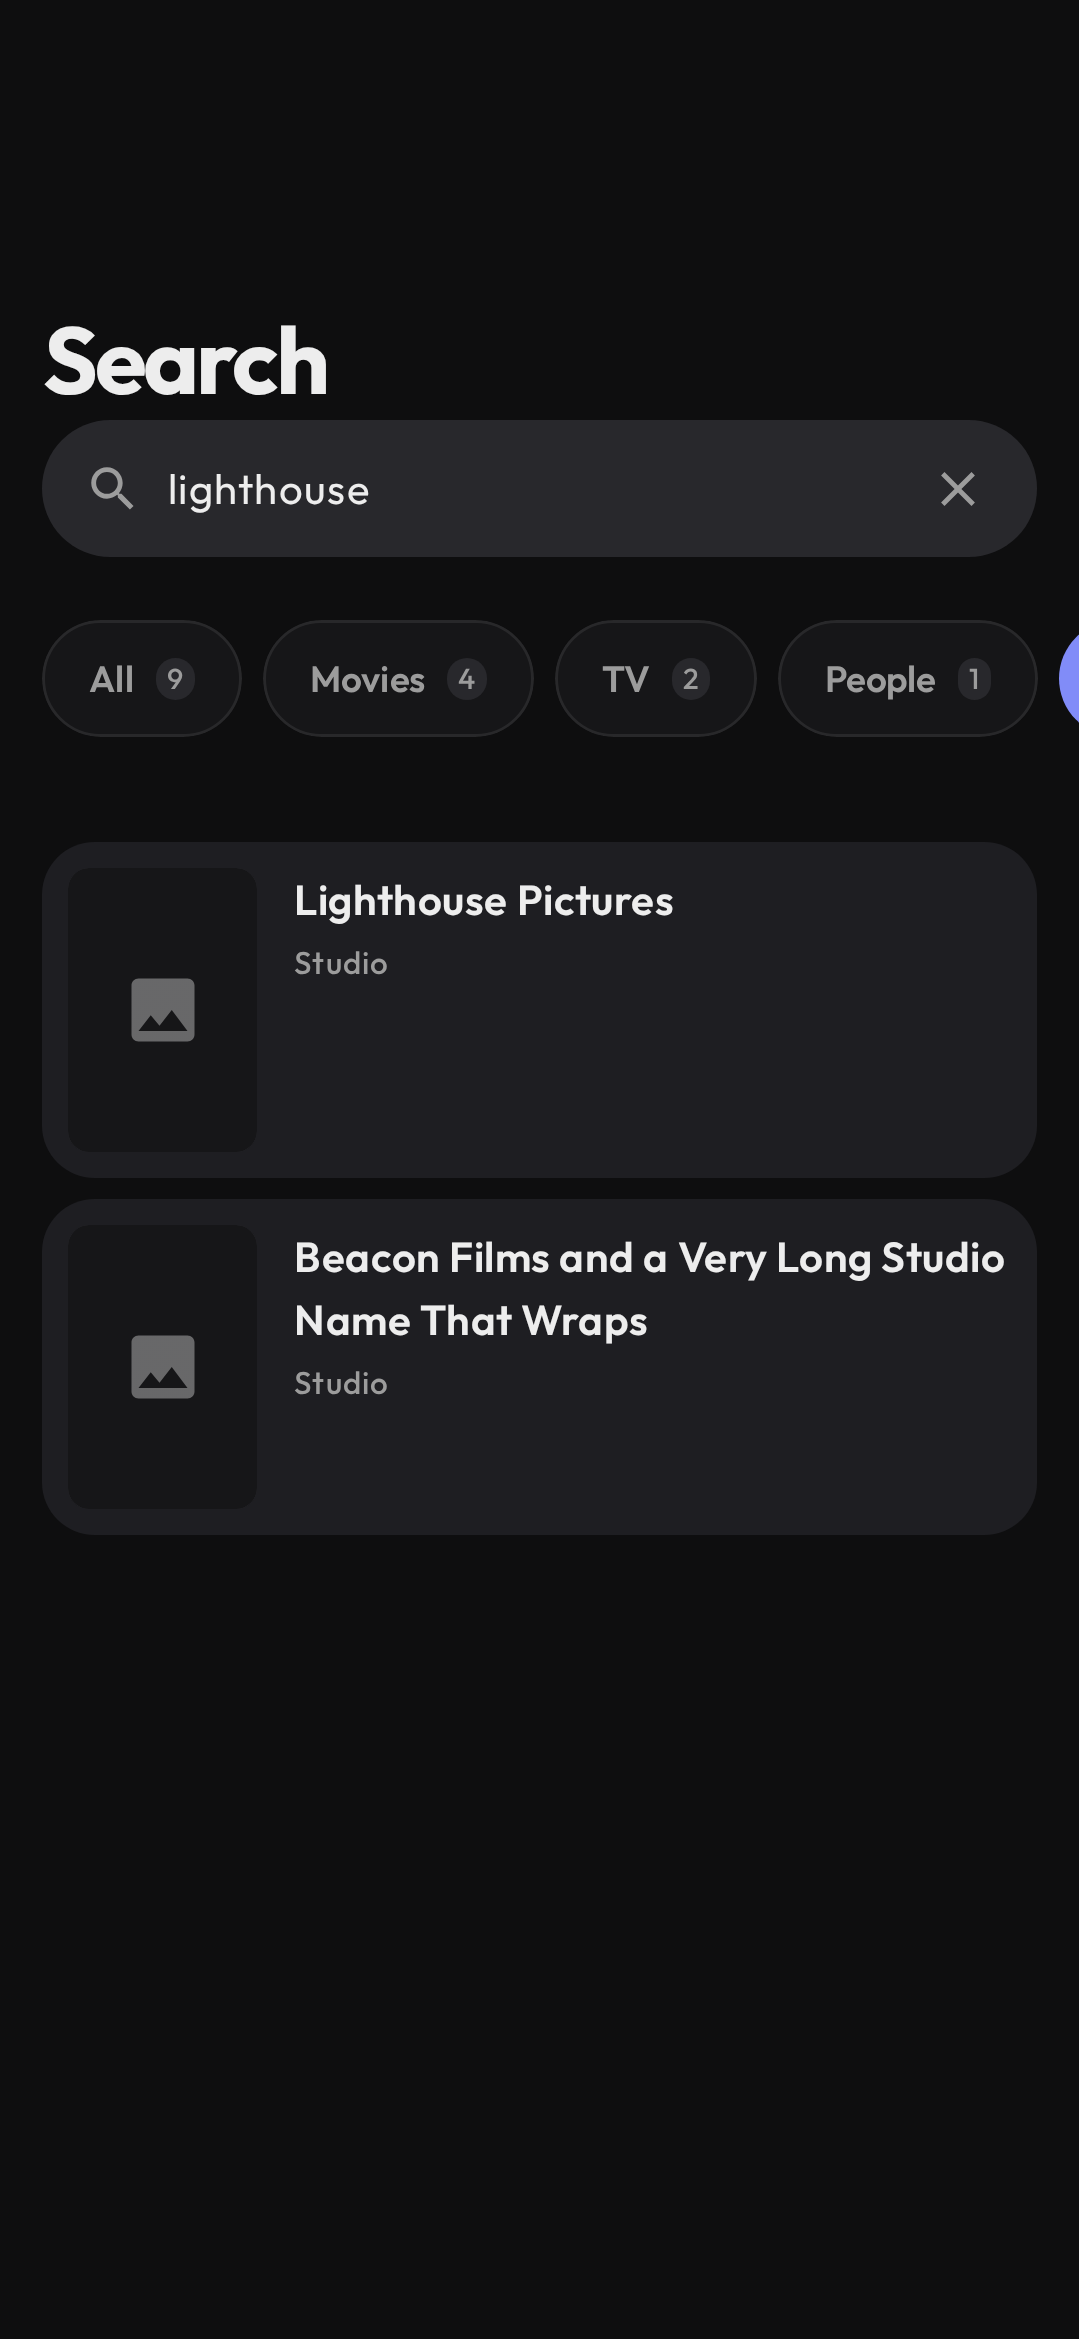 Search
lighthouse
All 9 Movies 4 TV 2 People 1
Lighthouse Pictures
Studio
Beacon Films and a Very Long Studio
Name That Wraps
Studio